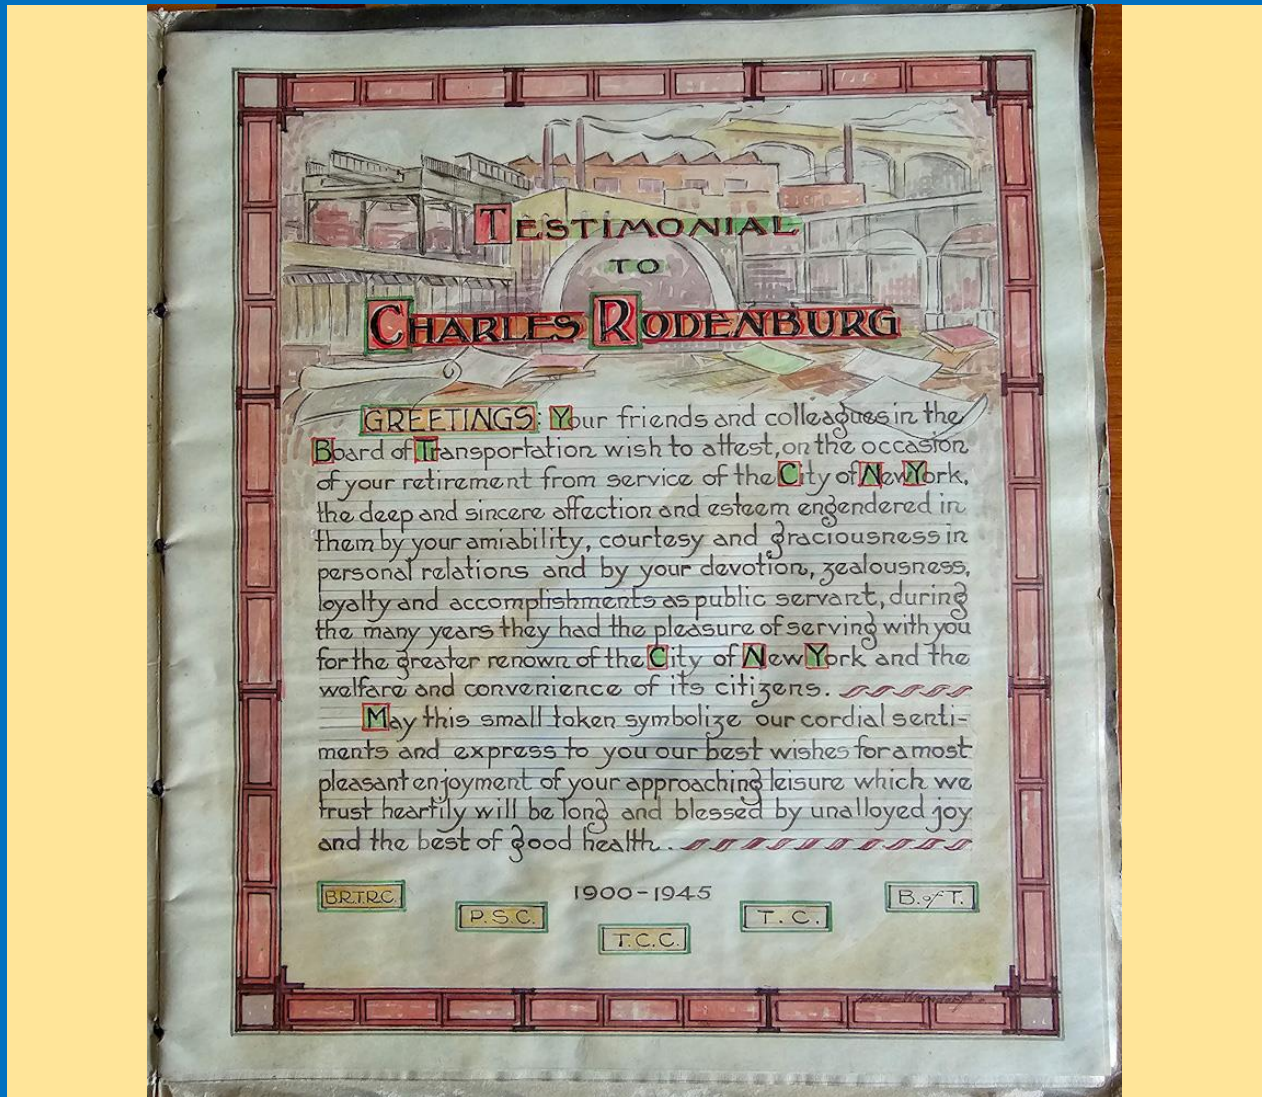 TESTIMONIAL
TO
CHARLES RODENBURG
GREETINGS: Your friends and colleagues in the
Board of Transportation wish to attest, on the occasion
of your retirement from service of the City of New York,
the deep and sincere affection and esteem engendered in
them by your amiability, courtesy and graciousness in
personal relations and by your devotion, zealousness,
loyalty and accomplishments as public servant, during
the many years they had the pleasure of serving with you
for the greater renown of the City of New York and the
welfare and convenience of its citizens.
May this small token symbolize our cordial senti-
ments and express to you our best wishes for a most
pleasant enjoyment of your approaching leisure which we
trust heartily will be long and blessed by unalloyed joy
and the best of good health.
1900-1945
B.R.T.R.C.
P.S.C.
T.C.C.
T.C.
B. of T.